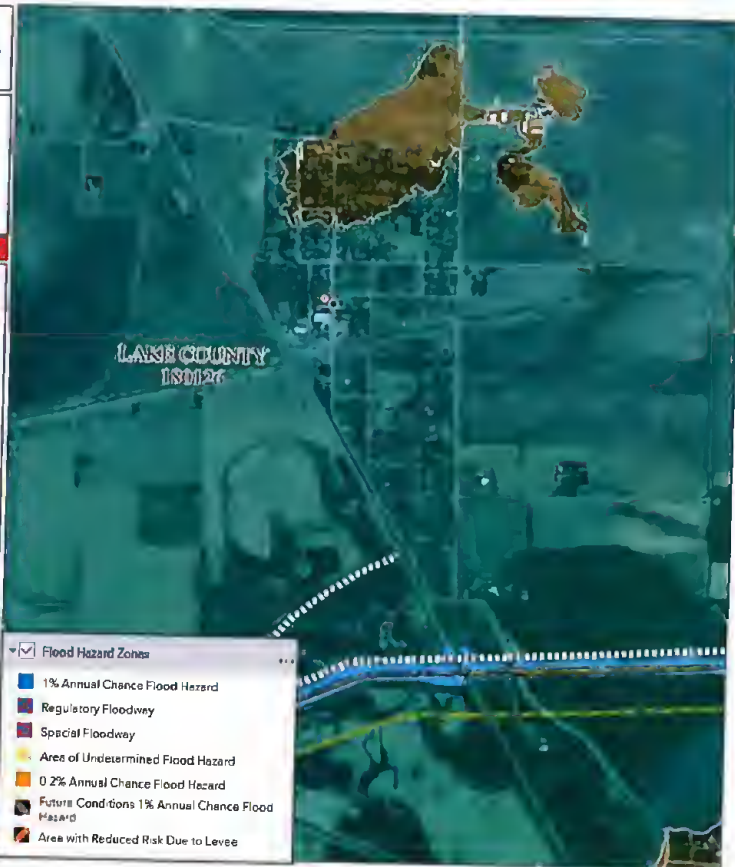 LAKE COUNTY
180126
Flood Hazard Zones
1% Annual Chance Flood Hazard
Regulatory Floodway
Special Floodway
Area of Undetermined Flood Hazard
0.2% Annual Chance Flood Hazard
Future Conditions 1% Annual Chance Flood
Hazard
Area with Reduced Risk Due to Levee